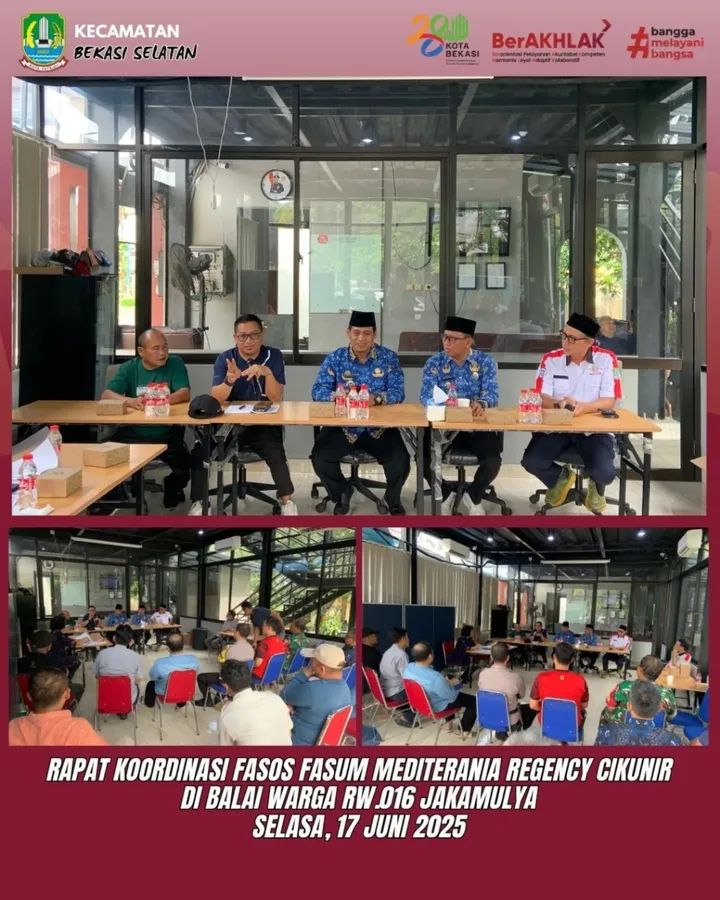 KECAMATAN
BEKASI SELATAN
KOTA
BEKASI
BerAKHLAK
#bangga
melayani
bangsa
RAPAT KOORDINASI FASOS FASUM MEDITERANIA REGENCY CIKUNIR
DI BALAI WARGA RW.016 JAKAMULYA
SELASA, 17 JUNI 2025